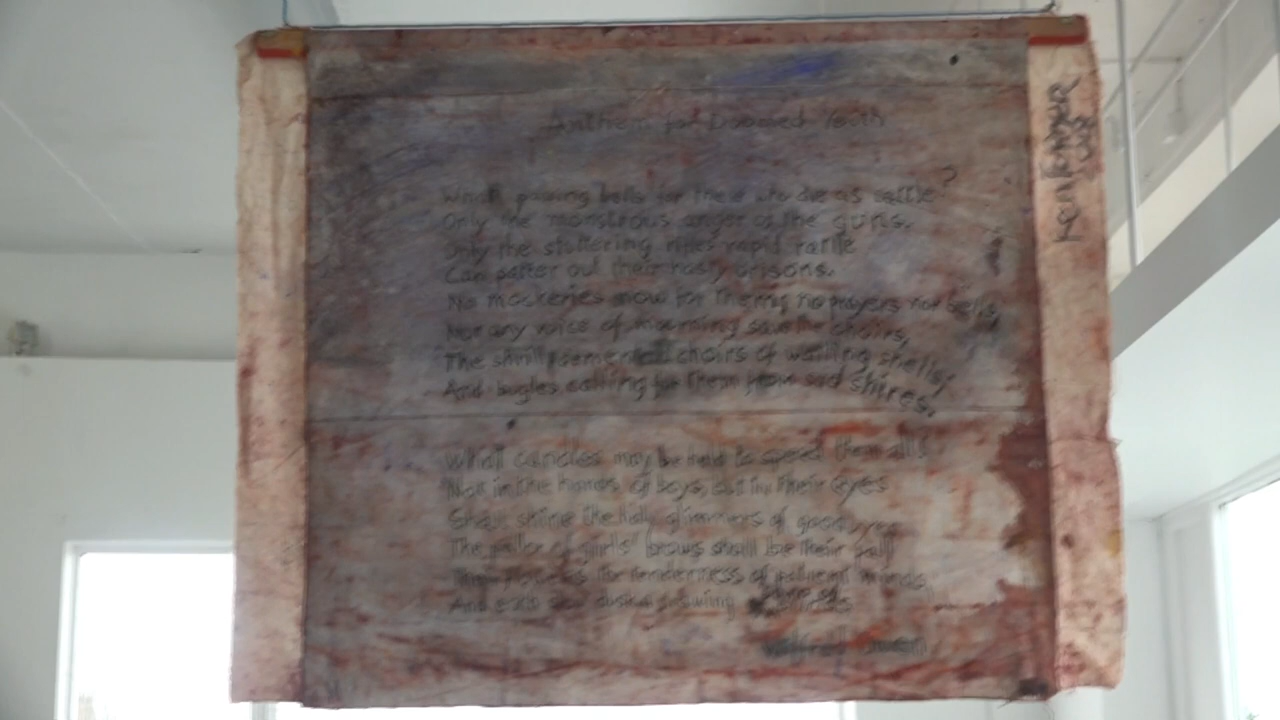 Anthem for Doomed Youth
What passing bells for these who die as cattle?
Only the monstrous anger of the guns.
Only the stuttering rifles rapid rattle
Can patter out their hasty orisons.
No mockeries now for them, no prayers nor bells,
Nor any voice of mourning save the choirs,
The shrill demented choirs of wailing shells;
And bugles calling for them from sad shires.
What candles may be held to speed them all?
Not in the hands of boys, but in their eyes
Shall shine the holy glimmers of goodbyes
The pallor of girls' brows shall be their pall
Their flowers the tenderness of patient minds,
And each slow dusk a drawing down of blinds
Wilfred Owen